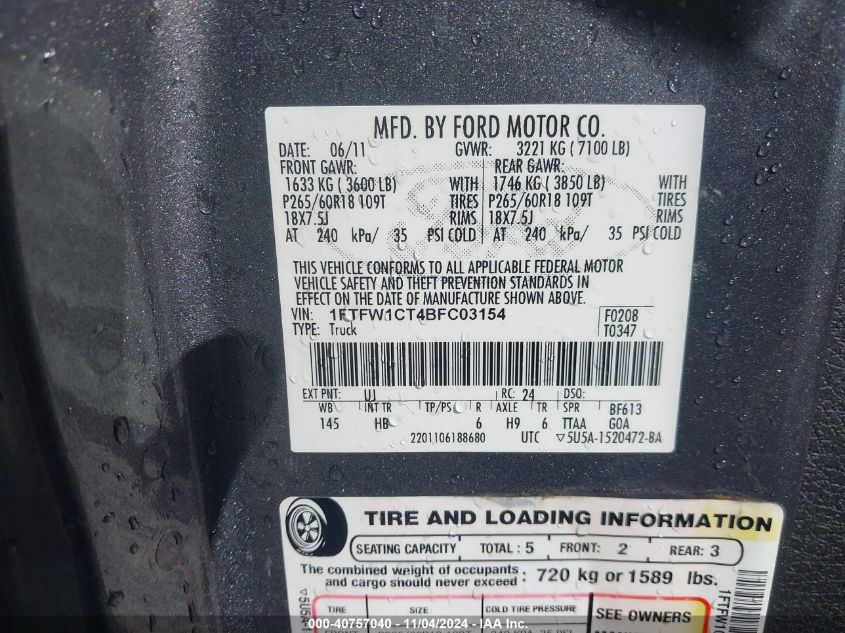 MFD. BY FORD MOTOR CO.
DATE: 06/11 GVWR: 3221 KG ( 7100 LB)
FRONT GAWR: REAR GAWR:
1633 KG ( 3600 LB) WITH 1746 KG ( 3850 LB) WITH
P265/60R18 109T TIRES P265/60R18 109T TIRES
18X7.5J RIMS 18X7.5J RIMS
AT 240 kPa/ 35 PSI COLD AT 240 kPa/ 35 PSI COLD
THIS VEHICLE CONFORMS TO ALL APPLICABLE FEDERAL MOTOR
VEHICLE SAFETY AND THEFT PREVENTION STANDARDS IN
EFFECT ON THE DATE OF MANUFACTURE SHOWN ABOVE.
VIN: 1FTFW1CT4BFC03154 F0208
TYPE: Truck T0347
EXT PNT: UJ RC: 24 DSO:
WB INT TR TP/PS R AXLE TR SPR BF613
145 HB 6 H9 6 TTAA GOA
2201106188680 UTC ▽5U5A-1520472-BA
TIRE AND LOADING INFORMATION
SEATING CAPACITY TOTAL : 5 FRONT: 2 REAR: 3
The combined weight of occupants
and cargo should never exceed : 720 kg or 1589 lbs.
TIRE SIZE COLD TIRE PRESSURE SEE OWNERS
000-40757040 - 11/04/2024 - IAA Inc.